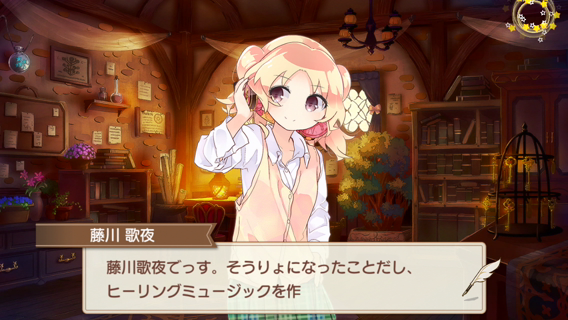 藤川 歌夜
藤川歌夜でっす。そうりょになったことだし、
ヒーリングミュージックを作